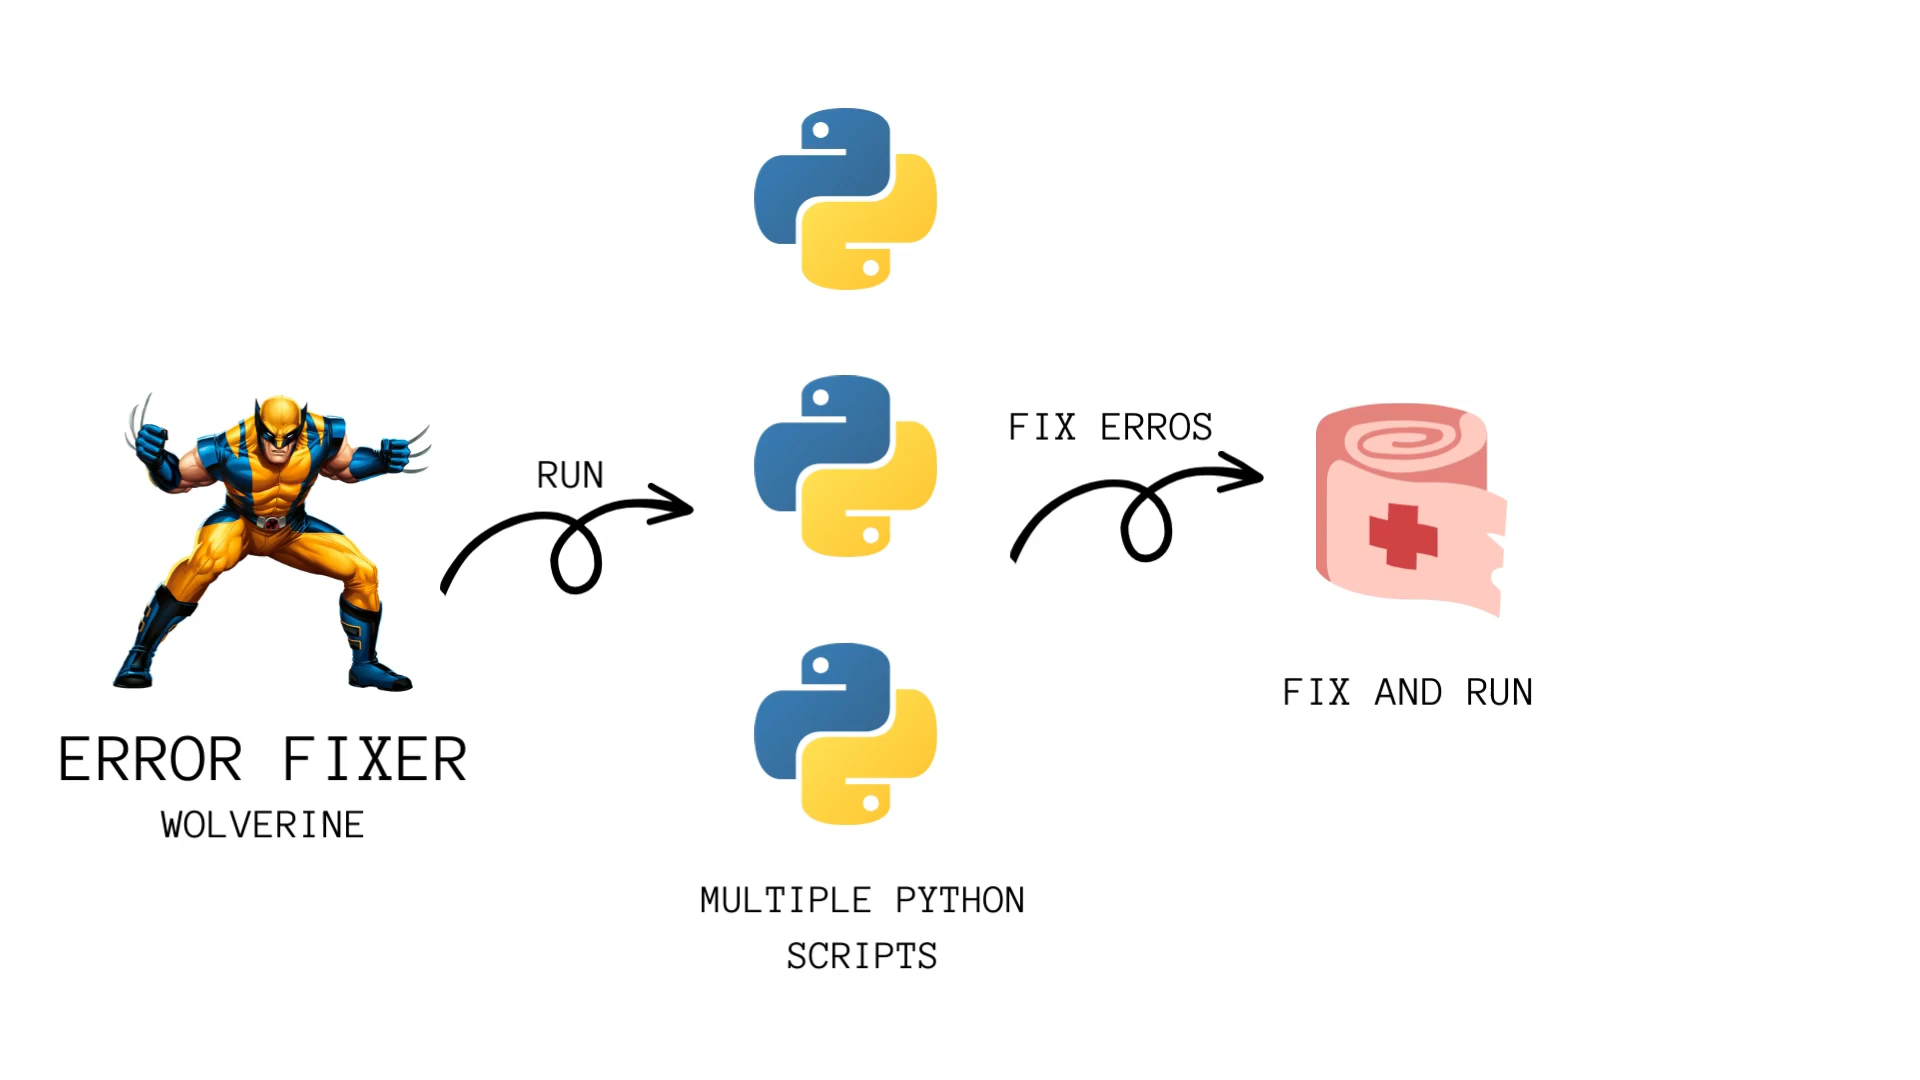 ERROR FIXER
WOLVERINE
RUN
MULTIPLE PYTHON
SCRIPTS
FIX ERROS
FIX AND RUN